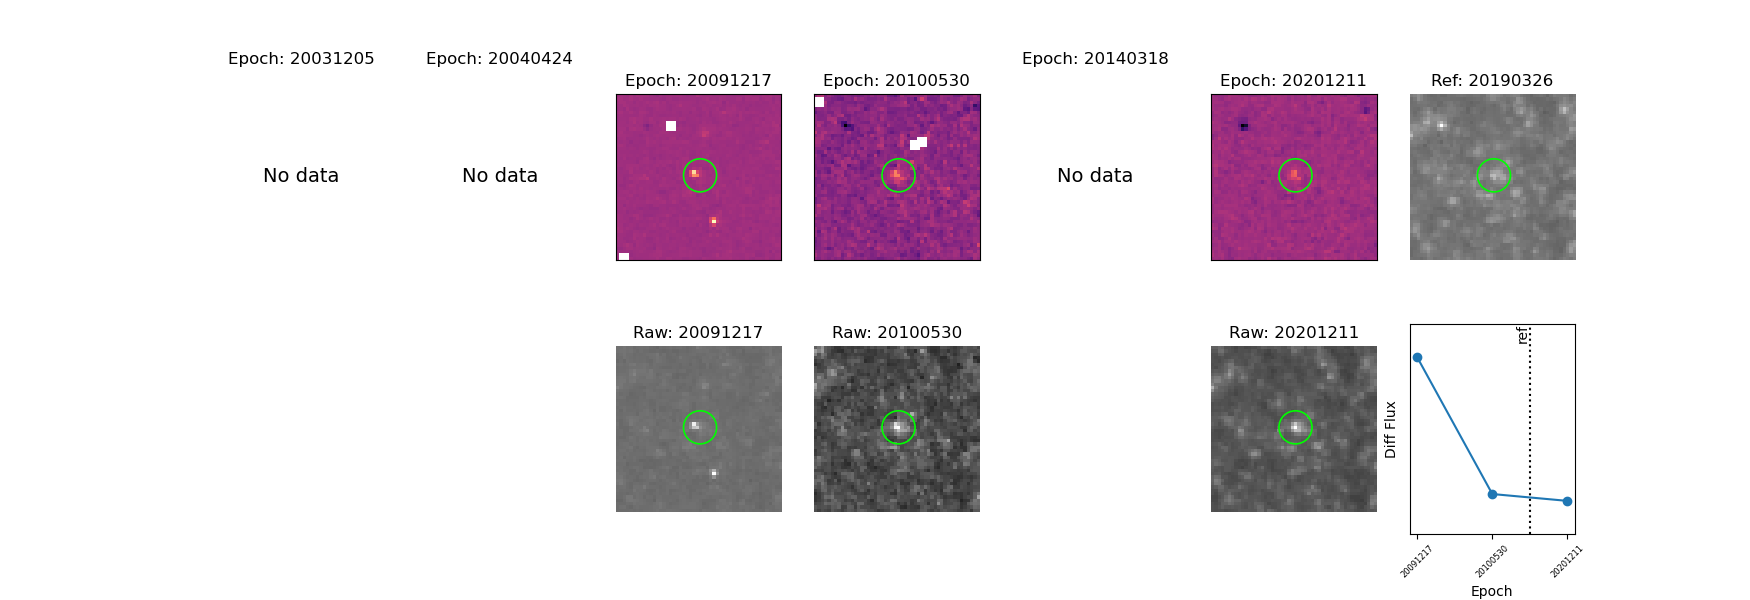 Epoch: 20031205
Epoch: 20040424
Epoch: 20091217
Epoch: 20100530
Epoch: 20140318
Epoch: 20201211
Ref: 20190326
No data
No data
No data
Raw: 20091217
Raw: 20100530
Raw: 20201211
ref
Diff Flux
20091217
20100530
20201211
Epoch